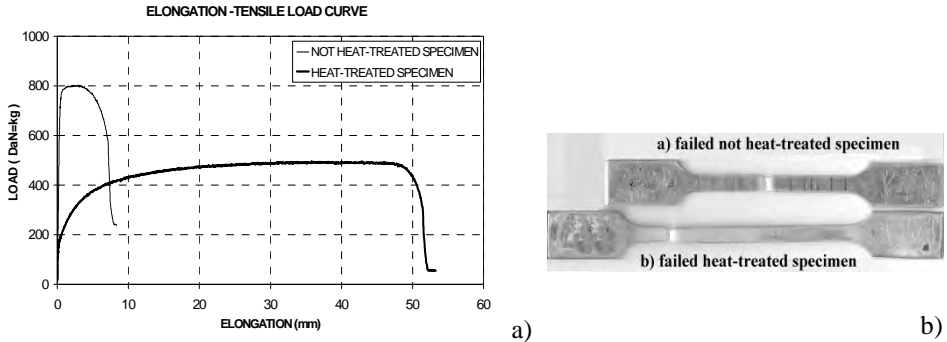 ELONGATION -TENSILE LOAD CURVE
1000
800
600
400
200
0
LOAD ( DaN=kg)
NOT HEAT-TREATED SPECIMEN
HEAT-TREATED SPECIMEN
0 10 20 30 40 50 60
ELONGATION (mm)
a)
a) failed not heat-treated specimen
b) failed heat-treated specimen
b)